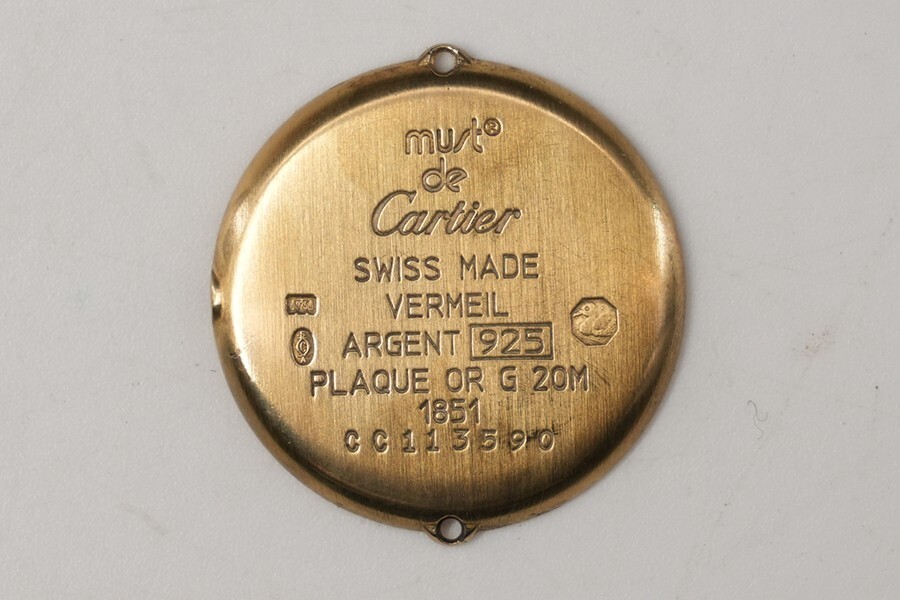 must®
de
Cartier
SWISS MADE
VERMEIL
ARGENT 925
PLAQUE OR G 20M
1851
CC113590